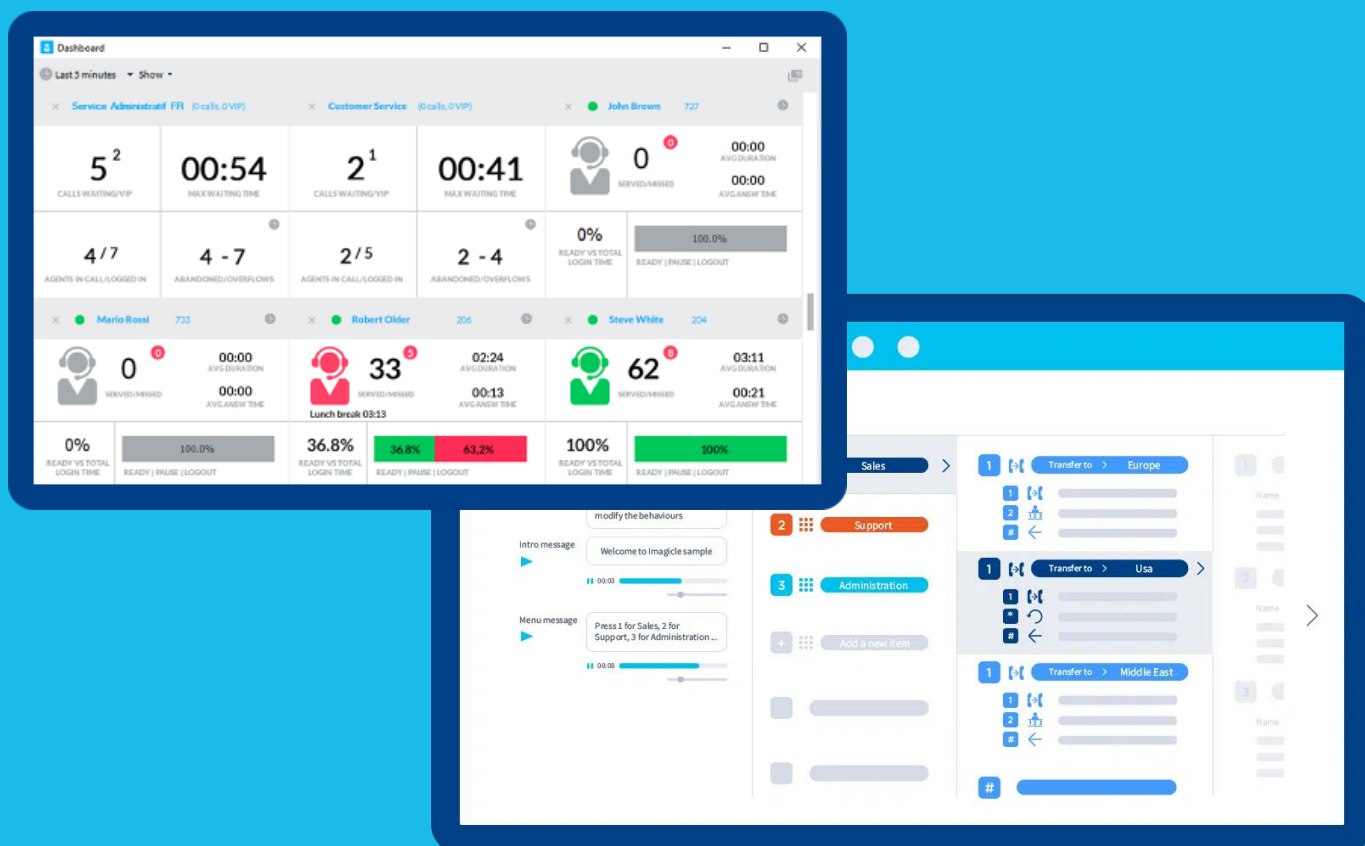 Dashboard
Last 5 minutes Show
Service Administratif FR (0 calls, 0 VIP)
Customer Service (0 calls, 0 VIP)
John Brown 727
5 2
CALLS WAITING/VIP
00:54
MAX WAITING TIME
2 1
CALLS WAITING/VIP
00:41
MAX WAITING TIME
0 0
SERVED/MISSED
00:00
AVG DURATION
00:00
AVG ANSW TIME
4/7
AGENTS IN CALL/LOGGED IN
4 - 7
ABANDONED/OVERFLOWS
2/5
AGENTS IN CALL/LOGGED IN
2 - 4
ABANDONED/OVERFLOWS
0%
READY VS TOTAL
LOGIN TIME
100.0%
READY | PAUSE | LOGOUT
Mario Rossi 733
Robert Older 206
Steve White 204
0 0
SERVED/MISSED
00:00
AVG DURATION
00:00
AVG ANSW TIME
33 5
SERVED/MISSED
02:24
AVG DURATION
00:13
AVG ANSW TIME
Lunch break 03:13
62 8
SERVED/MISSED
03:11
AVG DURATION
00:21
AVG ANSW TIME
0%
READY VS TOTAL
LOGIN TIME
100.0%
READY | PAUSE | LOGOUT
36.8%
READY VS TOTAL
LOGIN TIME
36.8% 63,2%
READY | PAUSE | LOGOUT
100%
READY VS TOTAL
LOGIN TIME
100%
READY | PAUSE | LOGOUT
modify the behaviours
Intro message
Welcome to Imagicle sample
00:03
Menu message
Press 1 for Sales, 2 for
Support, 3 for Administration ...
00:08
Sales
2 Support
3 Administration
+ Add a new item
1 Transfer to > Europe
1
2 123
#
1 Transfer to > Usa
1
*
#
1 Transfer to > Middle East
1
2 123
#
#
1
Name
2
Name
3
Name